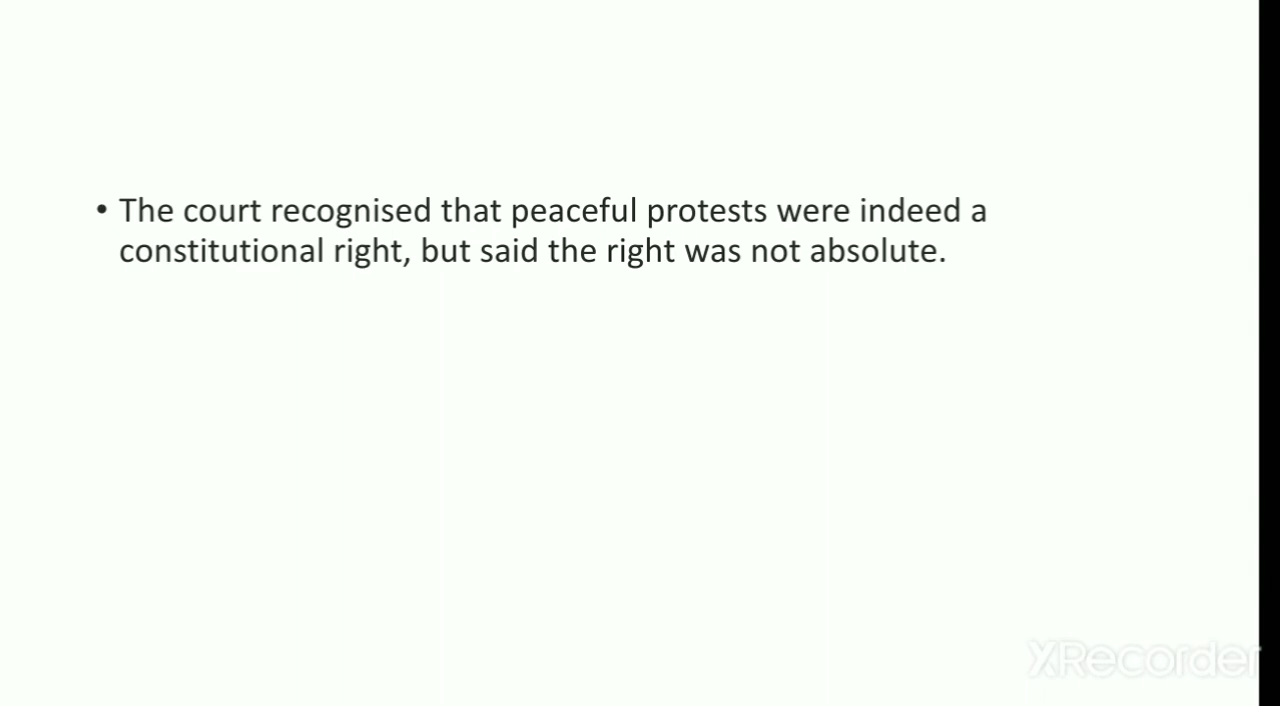 • The court recognised that peaceful protests were indeed a
constitutional right, but said the right was not absolute.
XRecorder